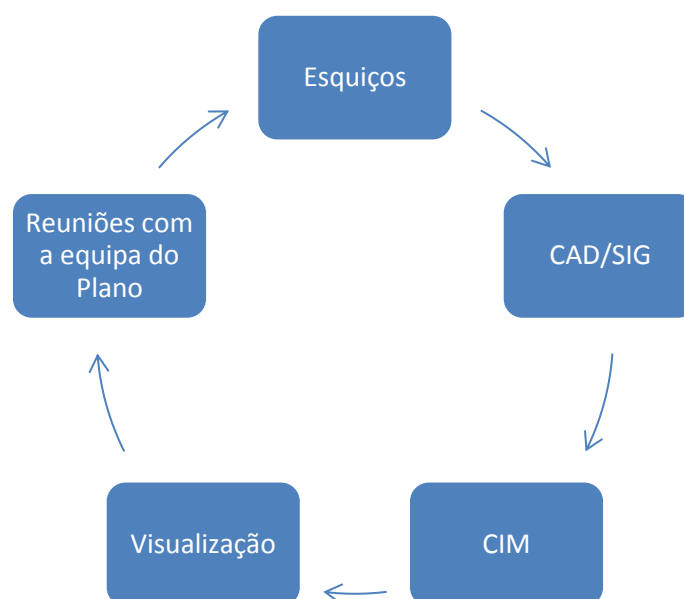 Esquiços
CAD/SIG
CIM
Visualização
Reuniões com
a equipa do
Plano